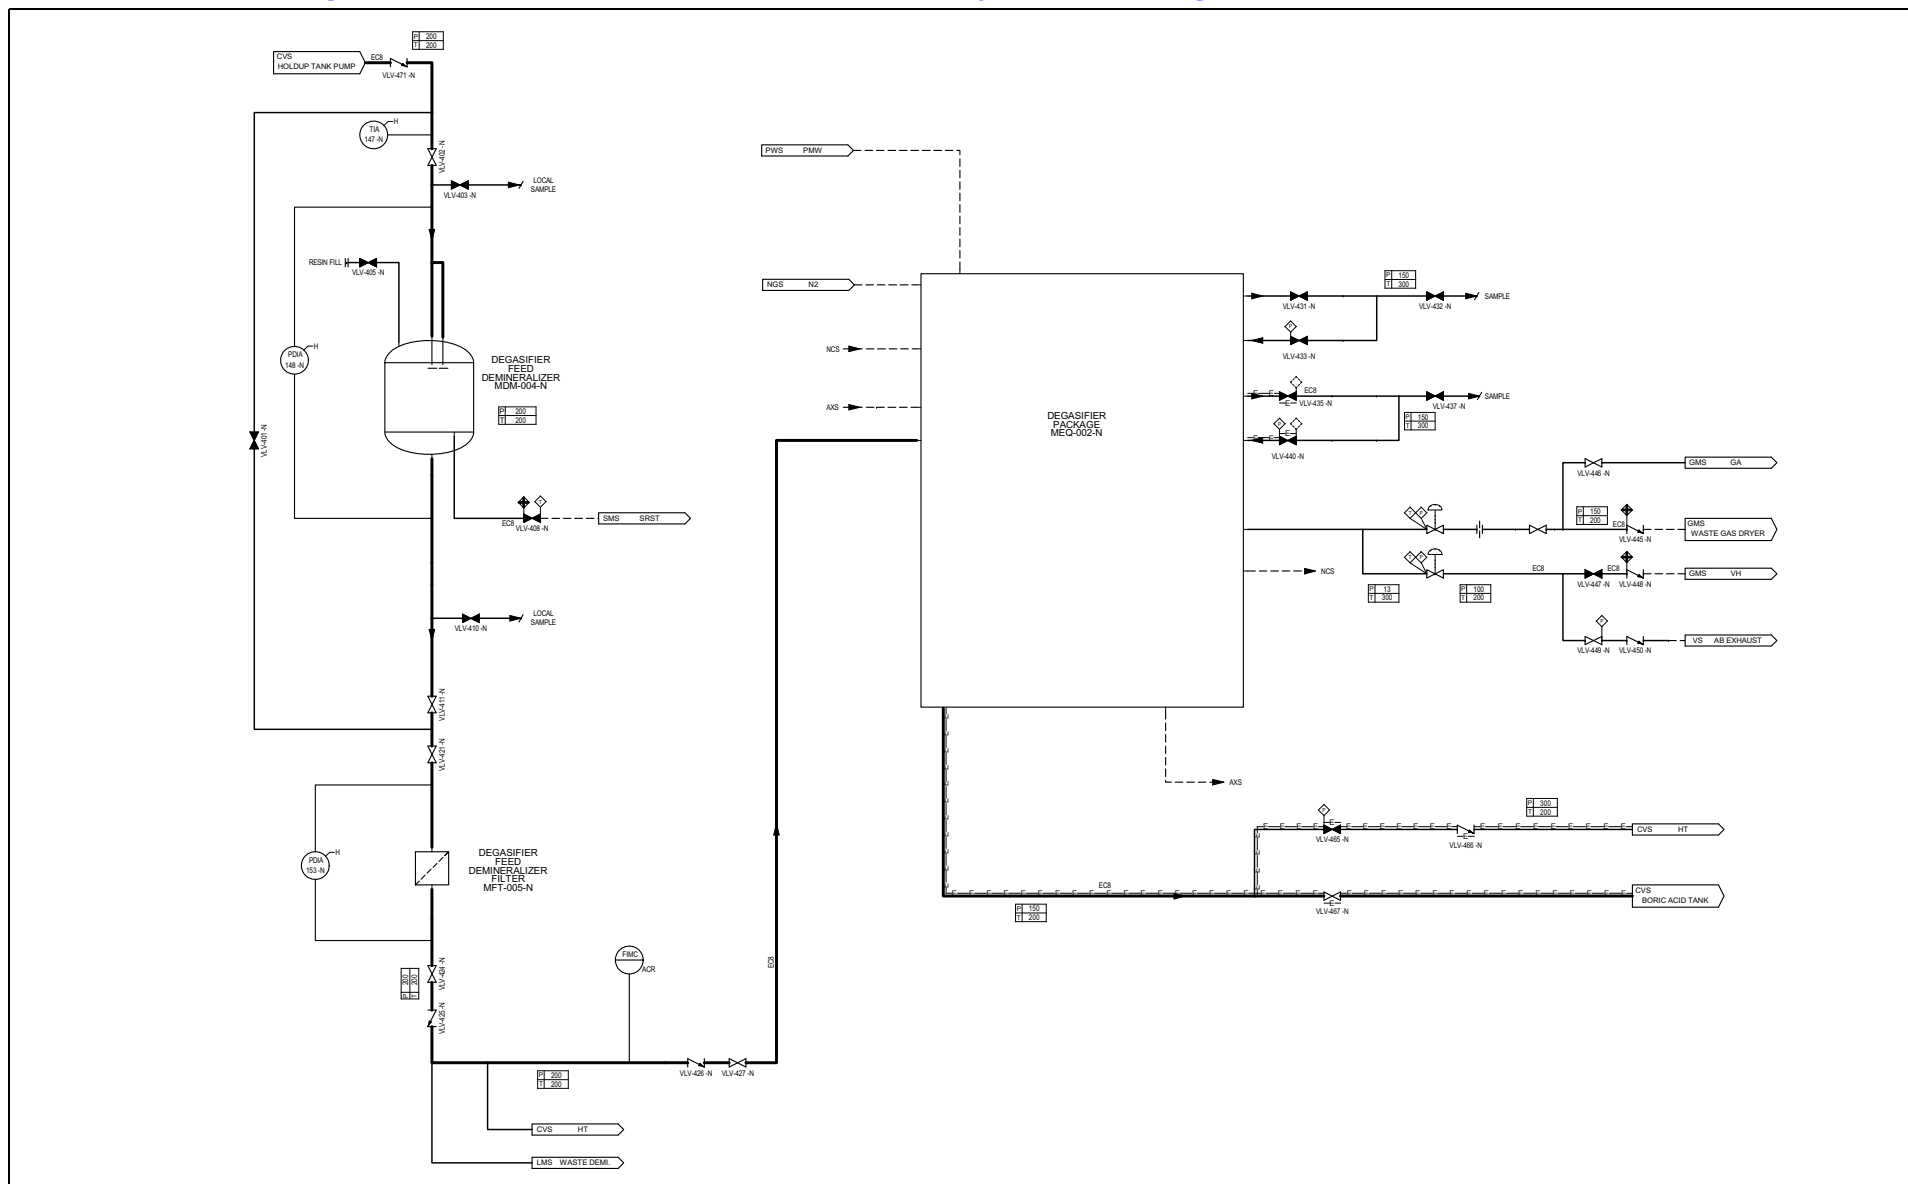 P 200
T 200
CVS
HOLDUP TANK PUMP
EC8
VLV-471 -N
TIA
147 -N
H
VLV-402 -N
VLV-403 -N
LOCAL
SAMPLE
RESIN FILL
VLV-405 -N
PDIA
148 -N
H
VLV-401 -N
DEGASIFIER
FEED
DEMINERALIZER
MDM-004-N
P 200
T 200
T
EC8
VLV-408 -N
SMS SRST
VLV-410 -N
LOCAL
SAMPLE
VLV-411 -N
VLV-421 -N
PDIA
153 -N
H
DEGASIFIER
FEED
DEMINERALIZER
FILTER
MFT-005-N
P 200
T 200
VLV-424 -N
VLV-425 -N
FIMC
ACR
P 200
T 200
VLV-426 -N
VLV-427 -N
EC8
CVS HT
LMS WASTE DEMI.
PWS PMW
NGS N2
NCS
AXS
DEGASIFIER
PACKAGE
MEQ-002-N
P 150
T 300
VLV-431 -N
VLV-432 -N
SAMPLE
P
VLV-433 -N
E E
EC8
E
VLV-435 -N
VLV-437 -N
SAMPLE
P 150
T 300
P
E
E E
VLV-440 -N
VLV-446 -N
GMS GA
T P
P 150
T 200
EC8
VLV-445 -N
GMS
WASTE GAS DRYER
T P
EC8
VLV-447 -N
EC8
VLV-448 -N
GMS VH
NCS
P 13
T 300
P 100
T 200
P
VLV-449 -N
VLV-450 -N
VS AB EXHAUST
AXS
P 300
T 200
P
E
VLV-465 -N
E
VLV-466 -N
CVS HT
EC8
P 150
T 200
E
VLV-467 -N
CVS
BORIC ACID TANK